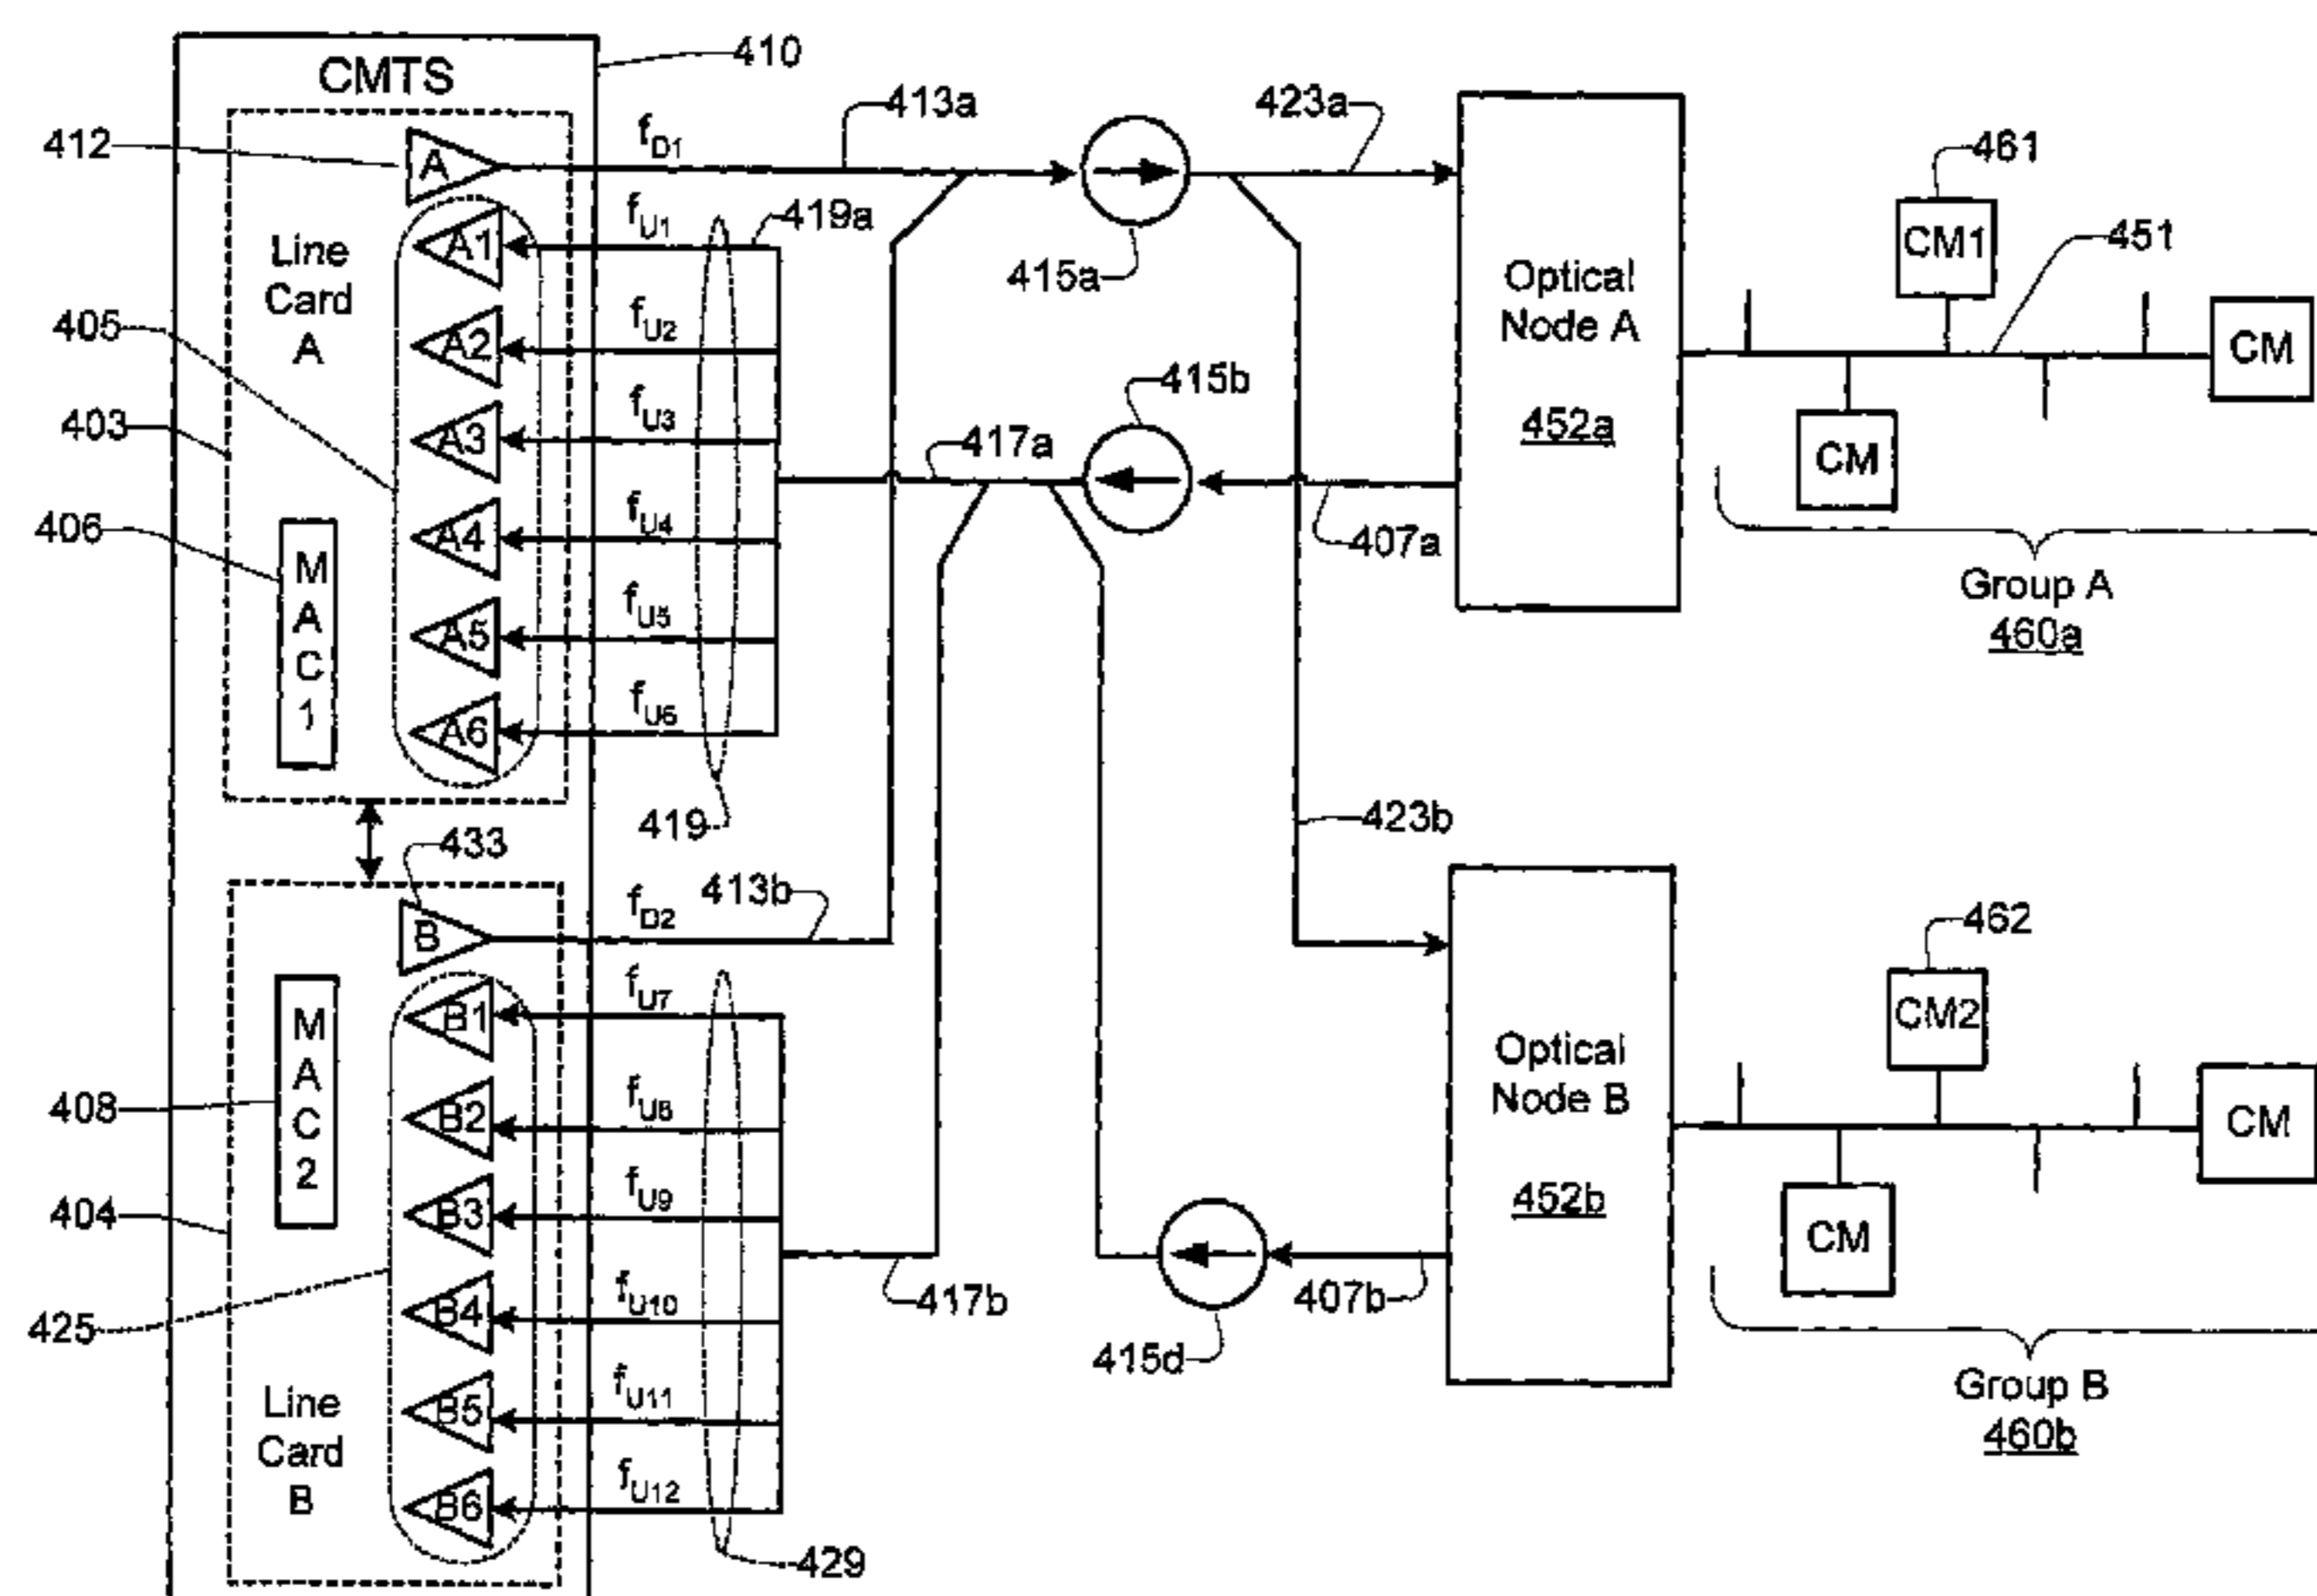 CMTS
410
412
A
f_D1
413a
423a
461
CM1
451
CM
CM
Line
Card
A
A1
A2
A3
A4
A5
A6
f_U1
f_U2
f_U3
f_U4
f_U5
f_U6
419a
415a
415b
417a
407a
405
403
406
MAC1
419
Optical
Node A
452a
Group A
460a
433
B
f_D2
413b
423b
408
MAC2
404
425
Line
Card
B
B1
B2
B3
B4
B5
B6
f_U7
f_U8
f_U9
f_U10
f_U11
f_U12
429
417b
415d
407b
Optical
Node B
452b
462
CM2
CM
CM
Group B
460b